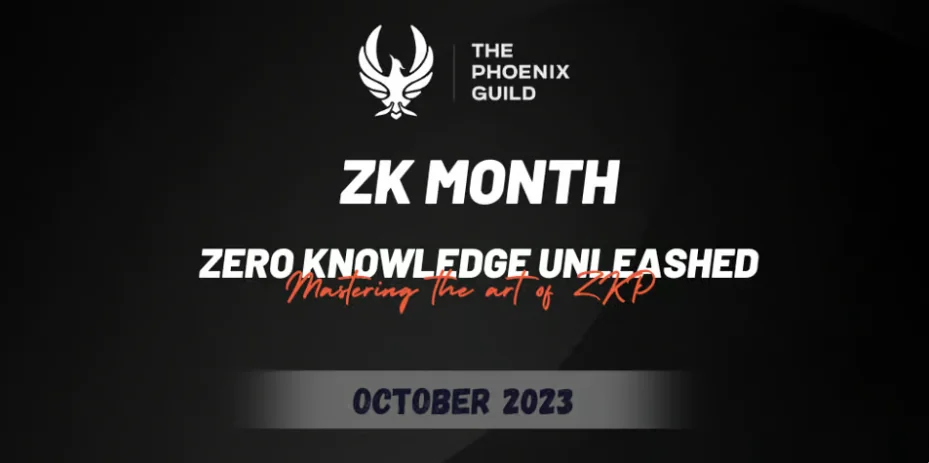 THE
PHOENIX
GUILD
ZK MONTH
ZERO KNOWLEDGE UNLEASHED
Mastering the art of ZKP
OCTOBER 2023